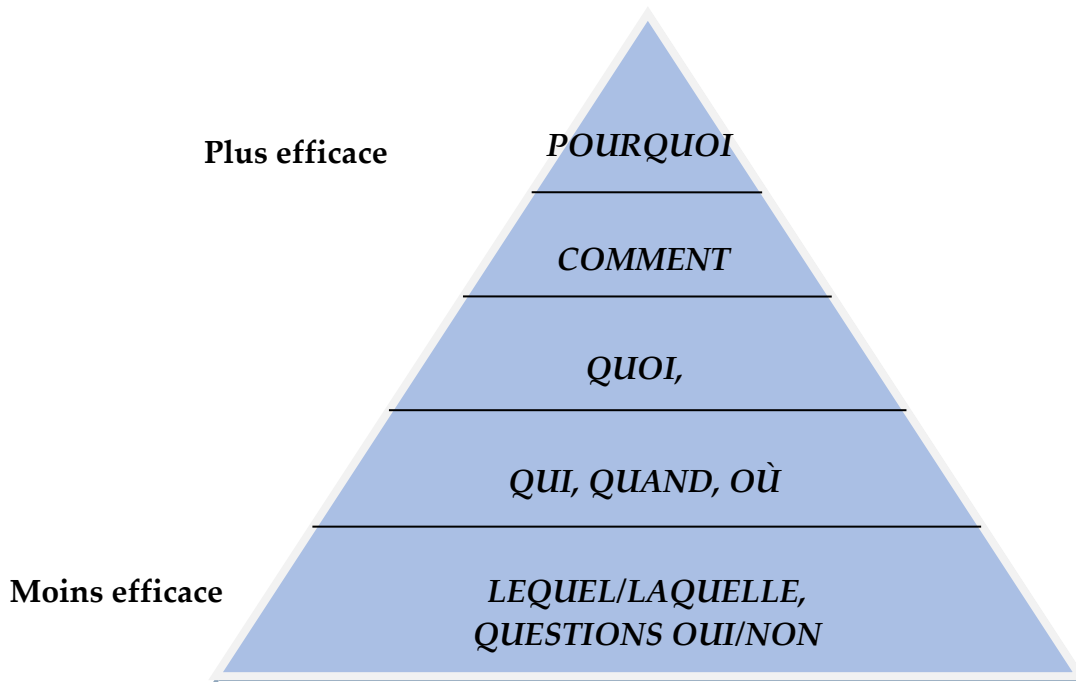 POURQUOI
Plus efficace
COMMENT
QUOI,
QUI, QUAND, OÙ
Moins efficace
LEQUEL/LAQUELLE,
QUESTIONS OUI/NON